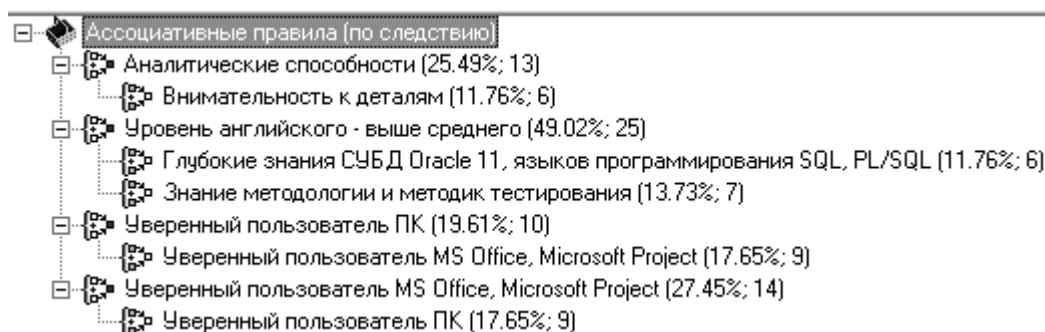 Ассоциативные правила (по следствию)
Аналитические способности (25.49%; 13)
Внимательность к деталям (11.76%; 6)
Уровень английского - выше среднего (49.02%; 25)
Глубокие знания СУБД Oracle 11, языков программирования SQL, PL/SQL (11.76%; 6)
Знание методологии и методик тестирования (13.73%; 7)
Уверенный пользователь ПК (19.61%; 10)
Уверенный пользователь MS Office, Microsoft Project (17.65%; 9)
Уверенный пользователь MS Office, Microsoft Project (27.45%; 14)
Уверенный пользователь ПК (17.65%; 9)